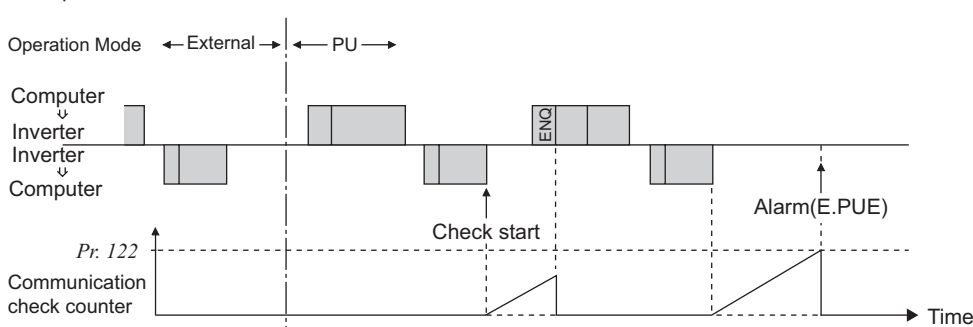 Operation Mode
External
PU
Computer
Inverter
Inverter
Computer
ENQ
Alarm(E.PUE)
Check start
Pr. 122
Communication
check counter
Time